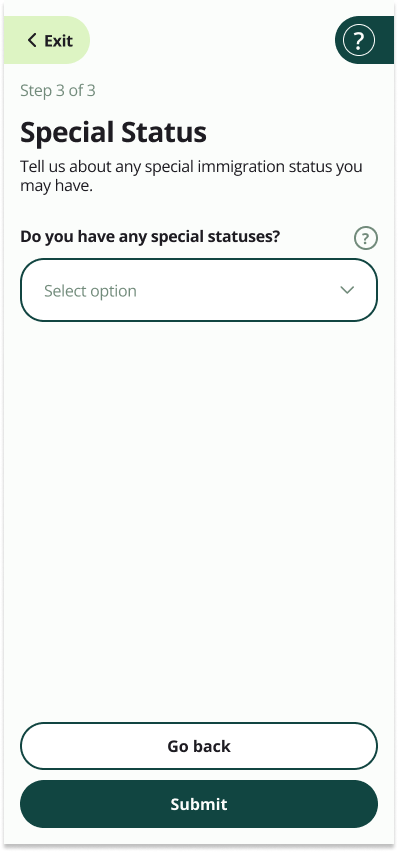 Exit
?
Step 3 of 3
Special Status
Tell us about any special immigration status you
may have.
Do you have any special statuses?
?
Select option
Go back
Submit